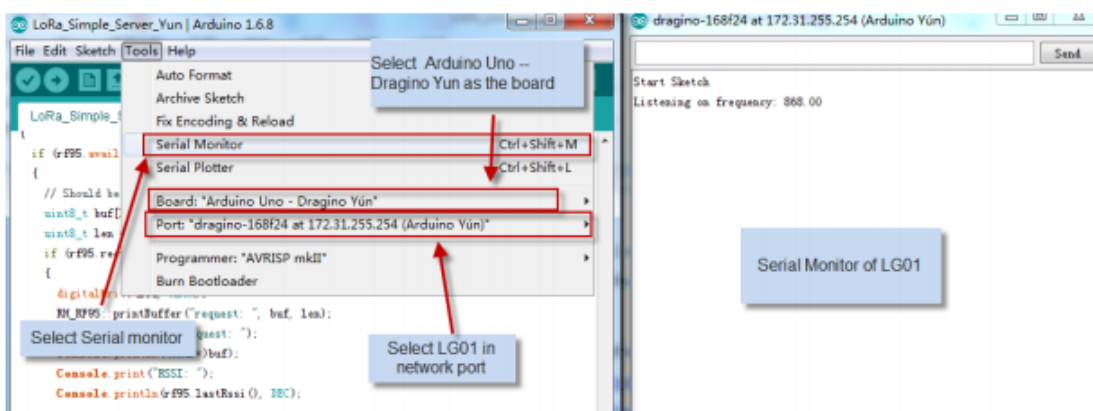 LoRa_Simple_Server_Yun | Arduino 1.6.8
File Edit Sketch Tools Help
Auto Format
Archive Sketch
Fix Encoding & Reload
Serial Monitor Ctrl+Shift+M
Serial Plotter Ctrl+Shift+L
Board: "Arduino Uno - Dragino Yún"
Port: "dragino-168f24 at 172.31.255.254 (Arduino Yún)"
Programmer: "AVRISP mkII"
Burn Bootloader
Select Arduino Uno --
Dragino Yun as the board
LoRa_Simple_
if (rf95.avail
{
// Should be
uint8_t buf[
uint8_t len
if (rf95.rec
{
RH_RF95::printBuffer("request: ", buf, len);
quest: ");
)buf);
Console.print("RSSI: ");
Console.println(rf95.lastRssi(), DEC);
Select Serial monitor
Select LG01 in
network port
dragino-168f24 at 172.31.255.254 (Arduino Yún)
Send
Start Sketch
Listening on frequency: 868.00
Serial Monitor of LG01